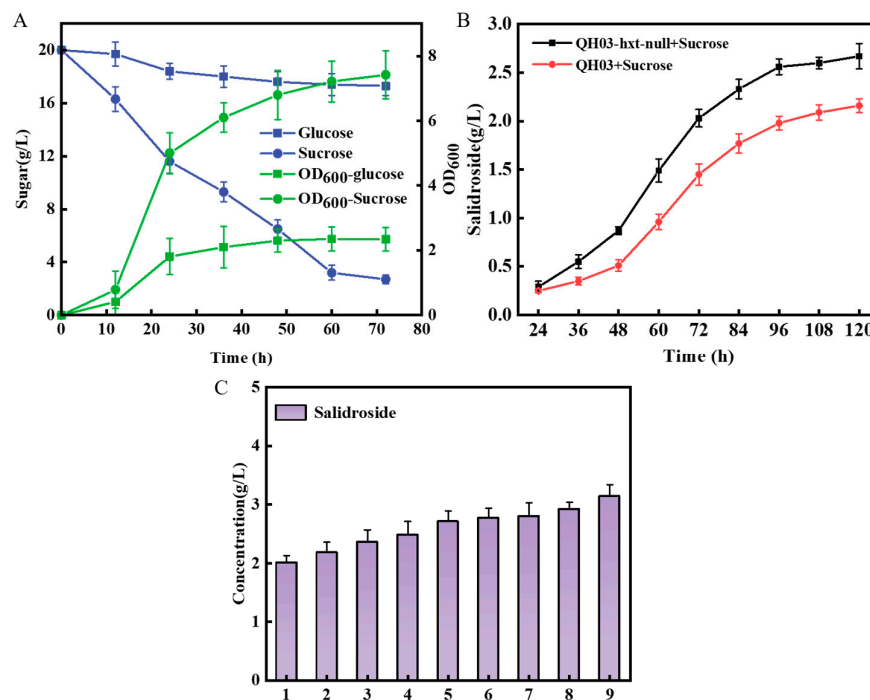 A
20
16
12
8
4
0
Sugar(g/L)
Glucose
Sucrose
OD600-glucose
OD600-Sucrose
8
6
4
2
0
OD600
0 10 20 30 40 50 60 70 80
Time (h)
B
3.0
2.5
2.0
1.5
1.0
0.5
0.0
Salidroside(g/L)
QH03-hxt-null+Sucrose
QH03+Sucrose
24 36 48 60 72 84 96 108 120
Time (h)
C
5
4
3
2
1
0
Concentration(g/L)
Salidroside
1 2 3 4 5 6 7 8 9